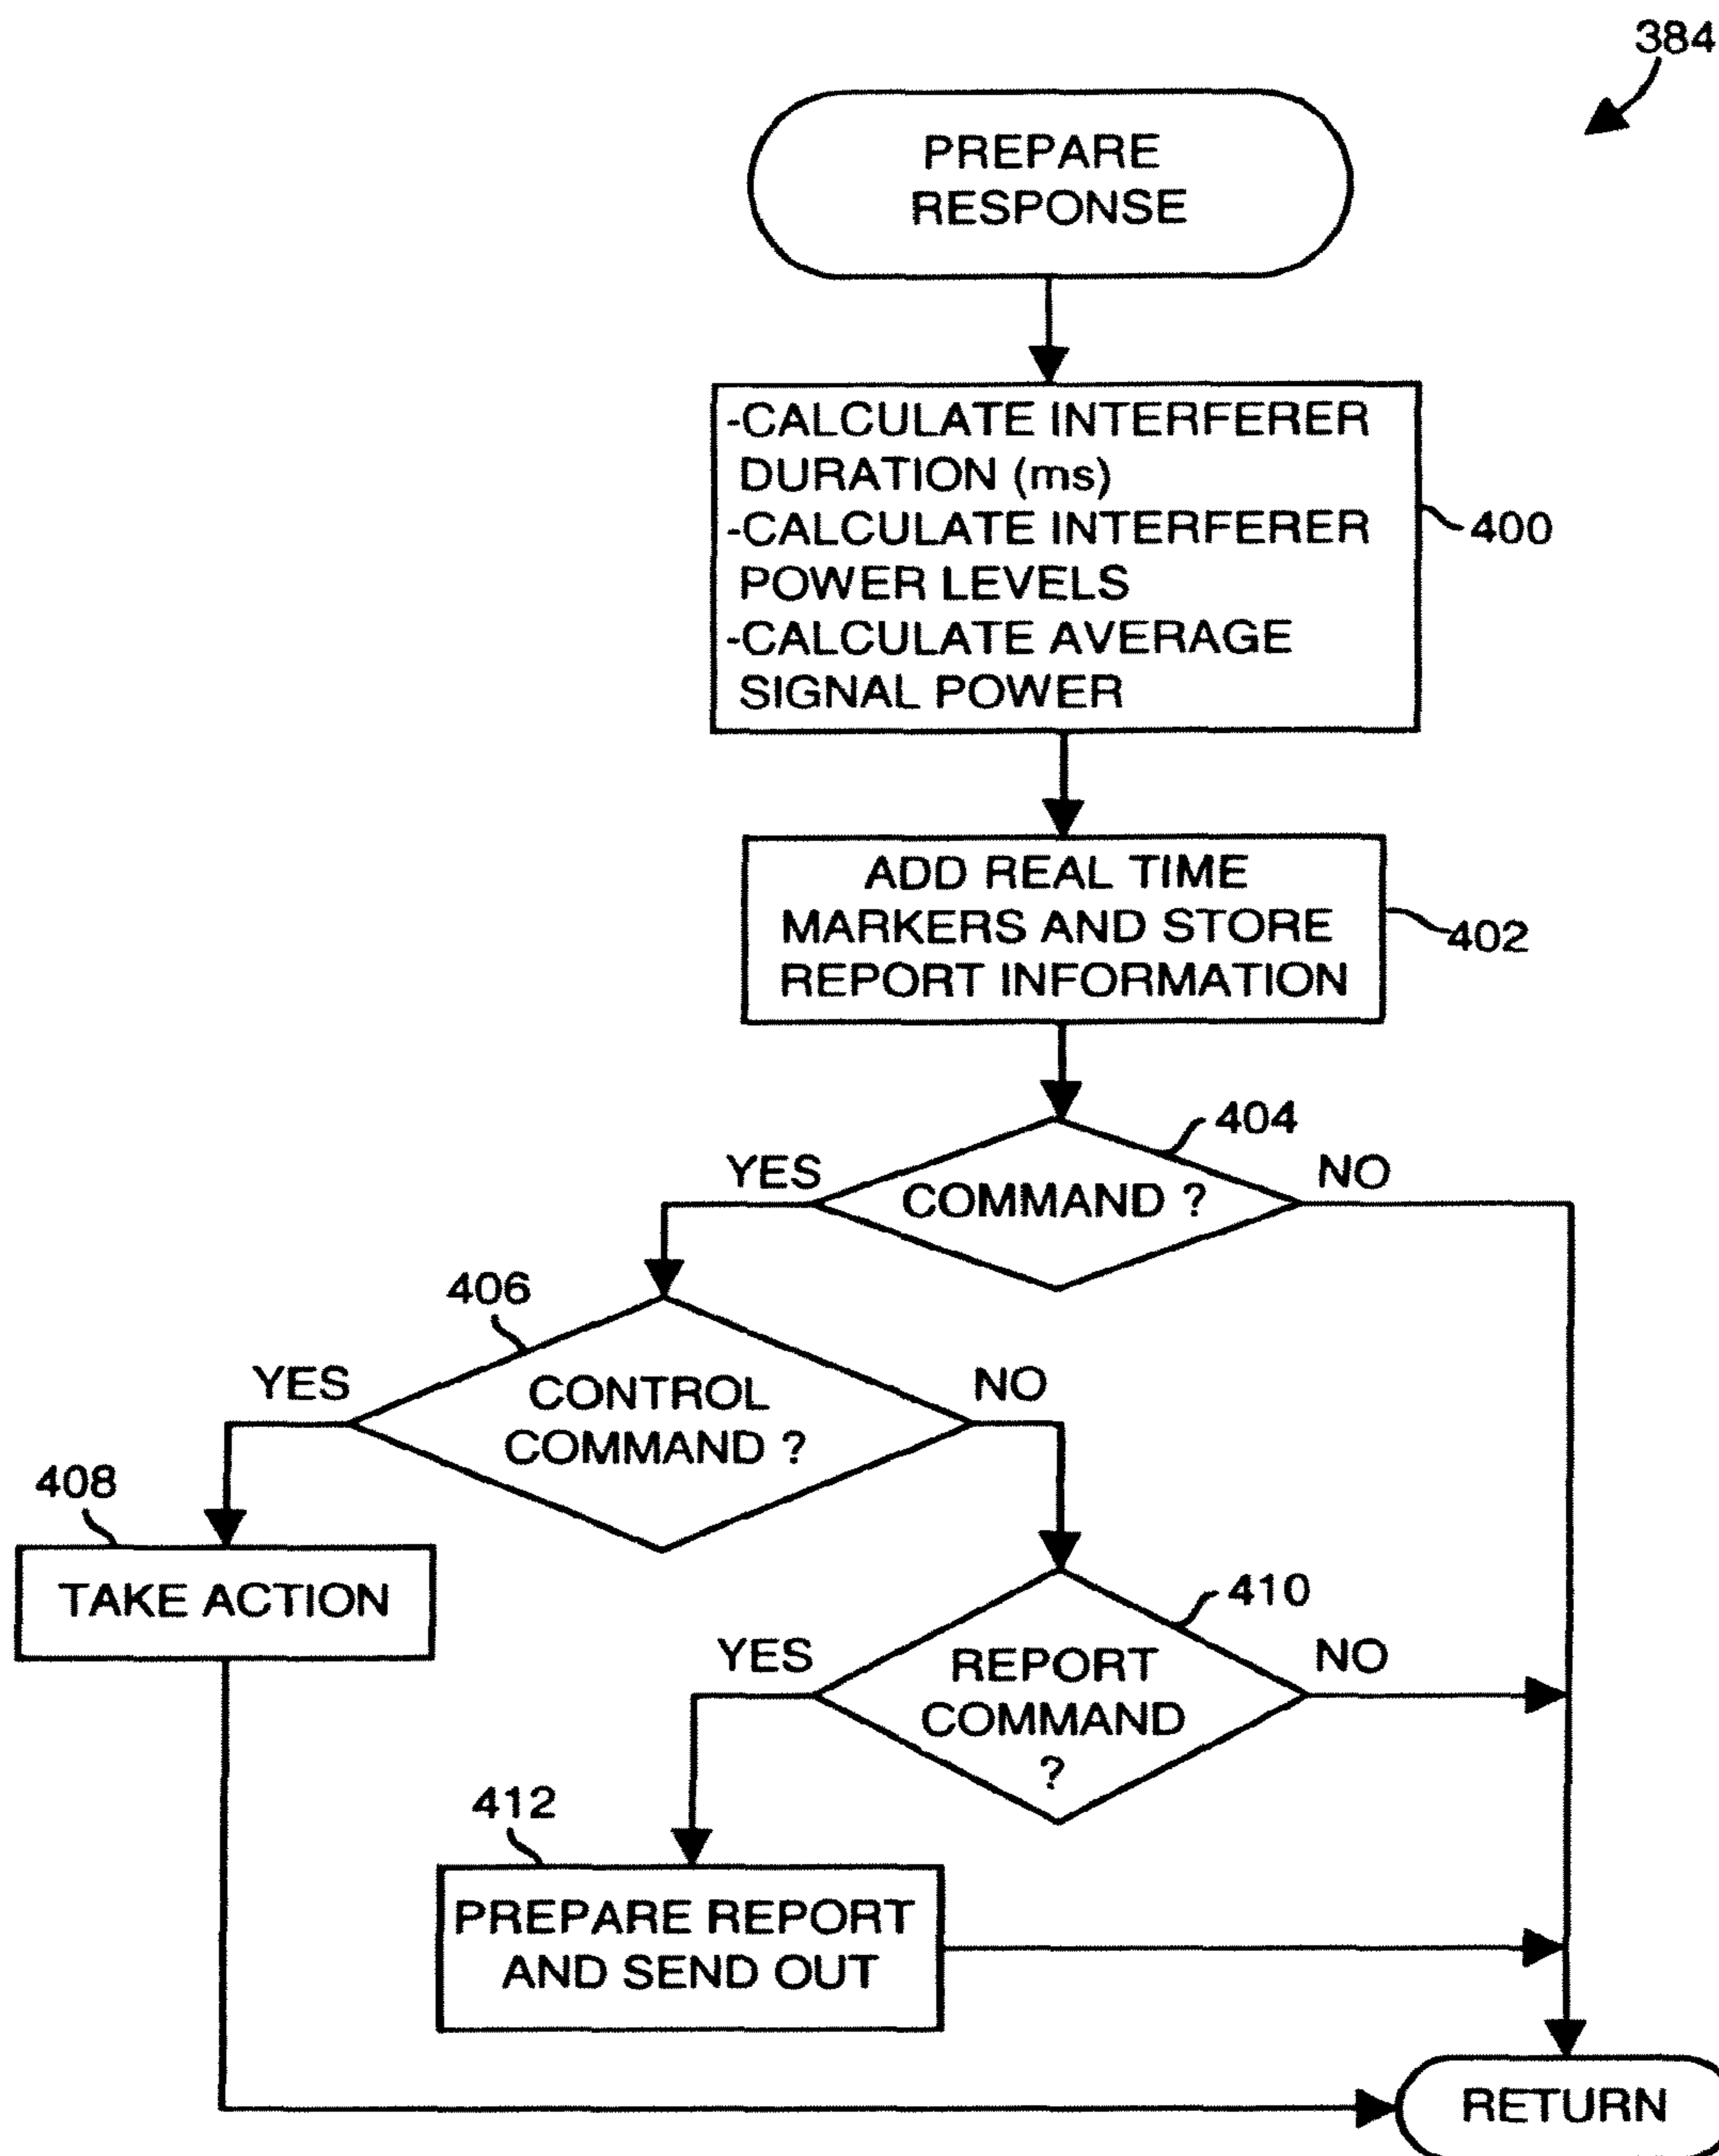 384
PREPARE
RESPONSE
-CALCULATE INTERFERER
DURATION (ms)
-CALCULATE INTERFERER
POWER LEVELS
-CALCULATE AVERAGE
SIGNAL POWER
400
ADD REAL TIME
MARKERS AND STORE
REPORT INFORMATION
402
404
YES
COMMAND ?
NO
406
YES
CONTROL
COMMAND ?
NO
408
TAKE ACTION
410
YES
REPORT
COMMAND
?
NO
412
PREPARE REPORT
AND SEND OUT
RETURN